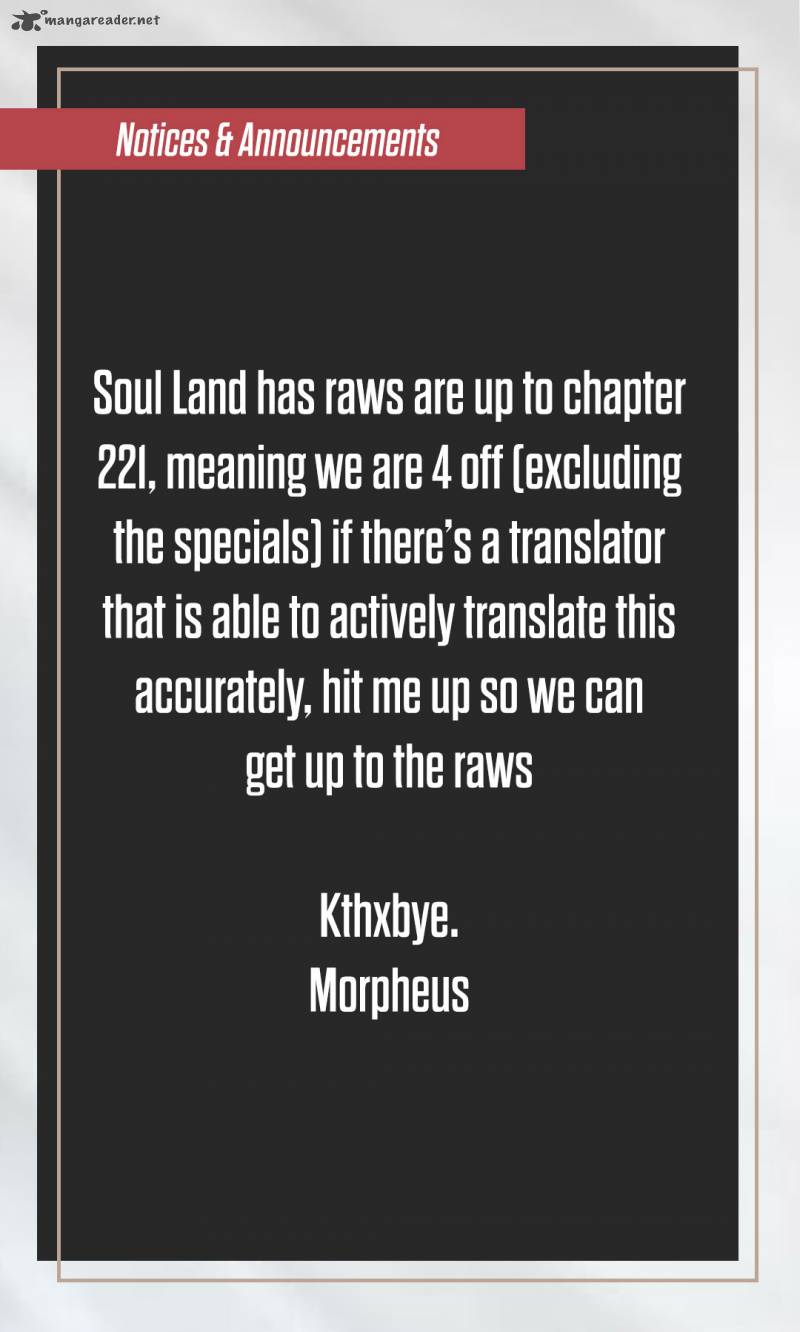 mangareader.net
Notices & Announcements
Soul Land has raws are up to chapter
221, meaning we are 4 off (excluding
the specials) if there's a translator
that is able to actively translate this
accurately, hit me up so we can
get up to the raws
Kthxbye.
Morpheus